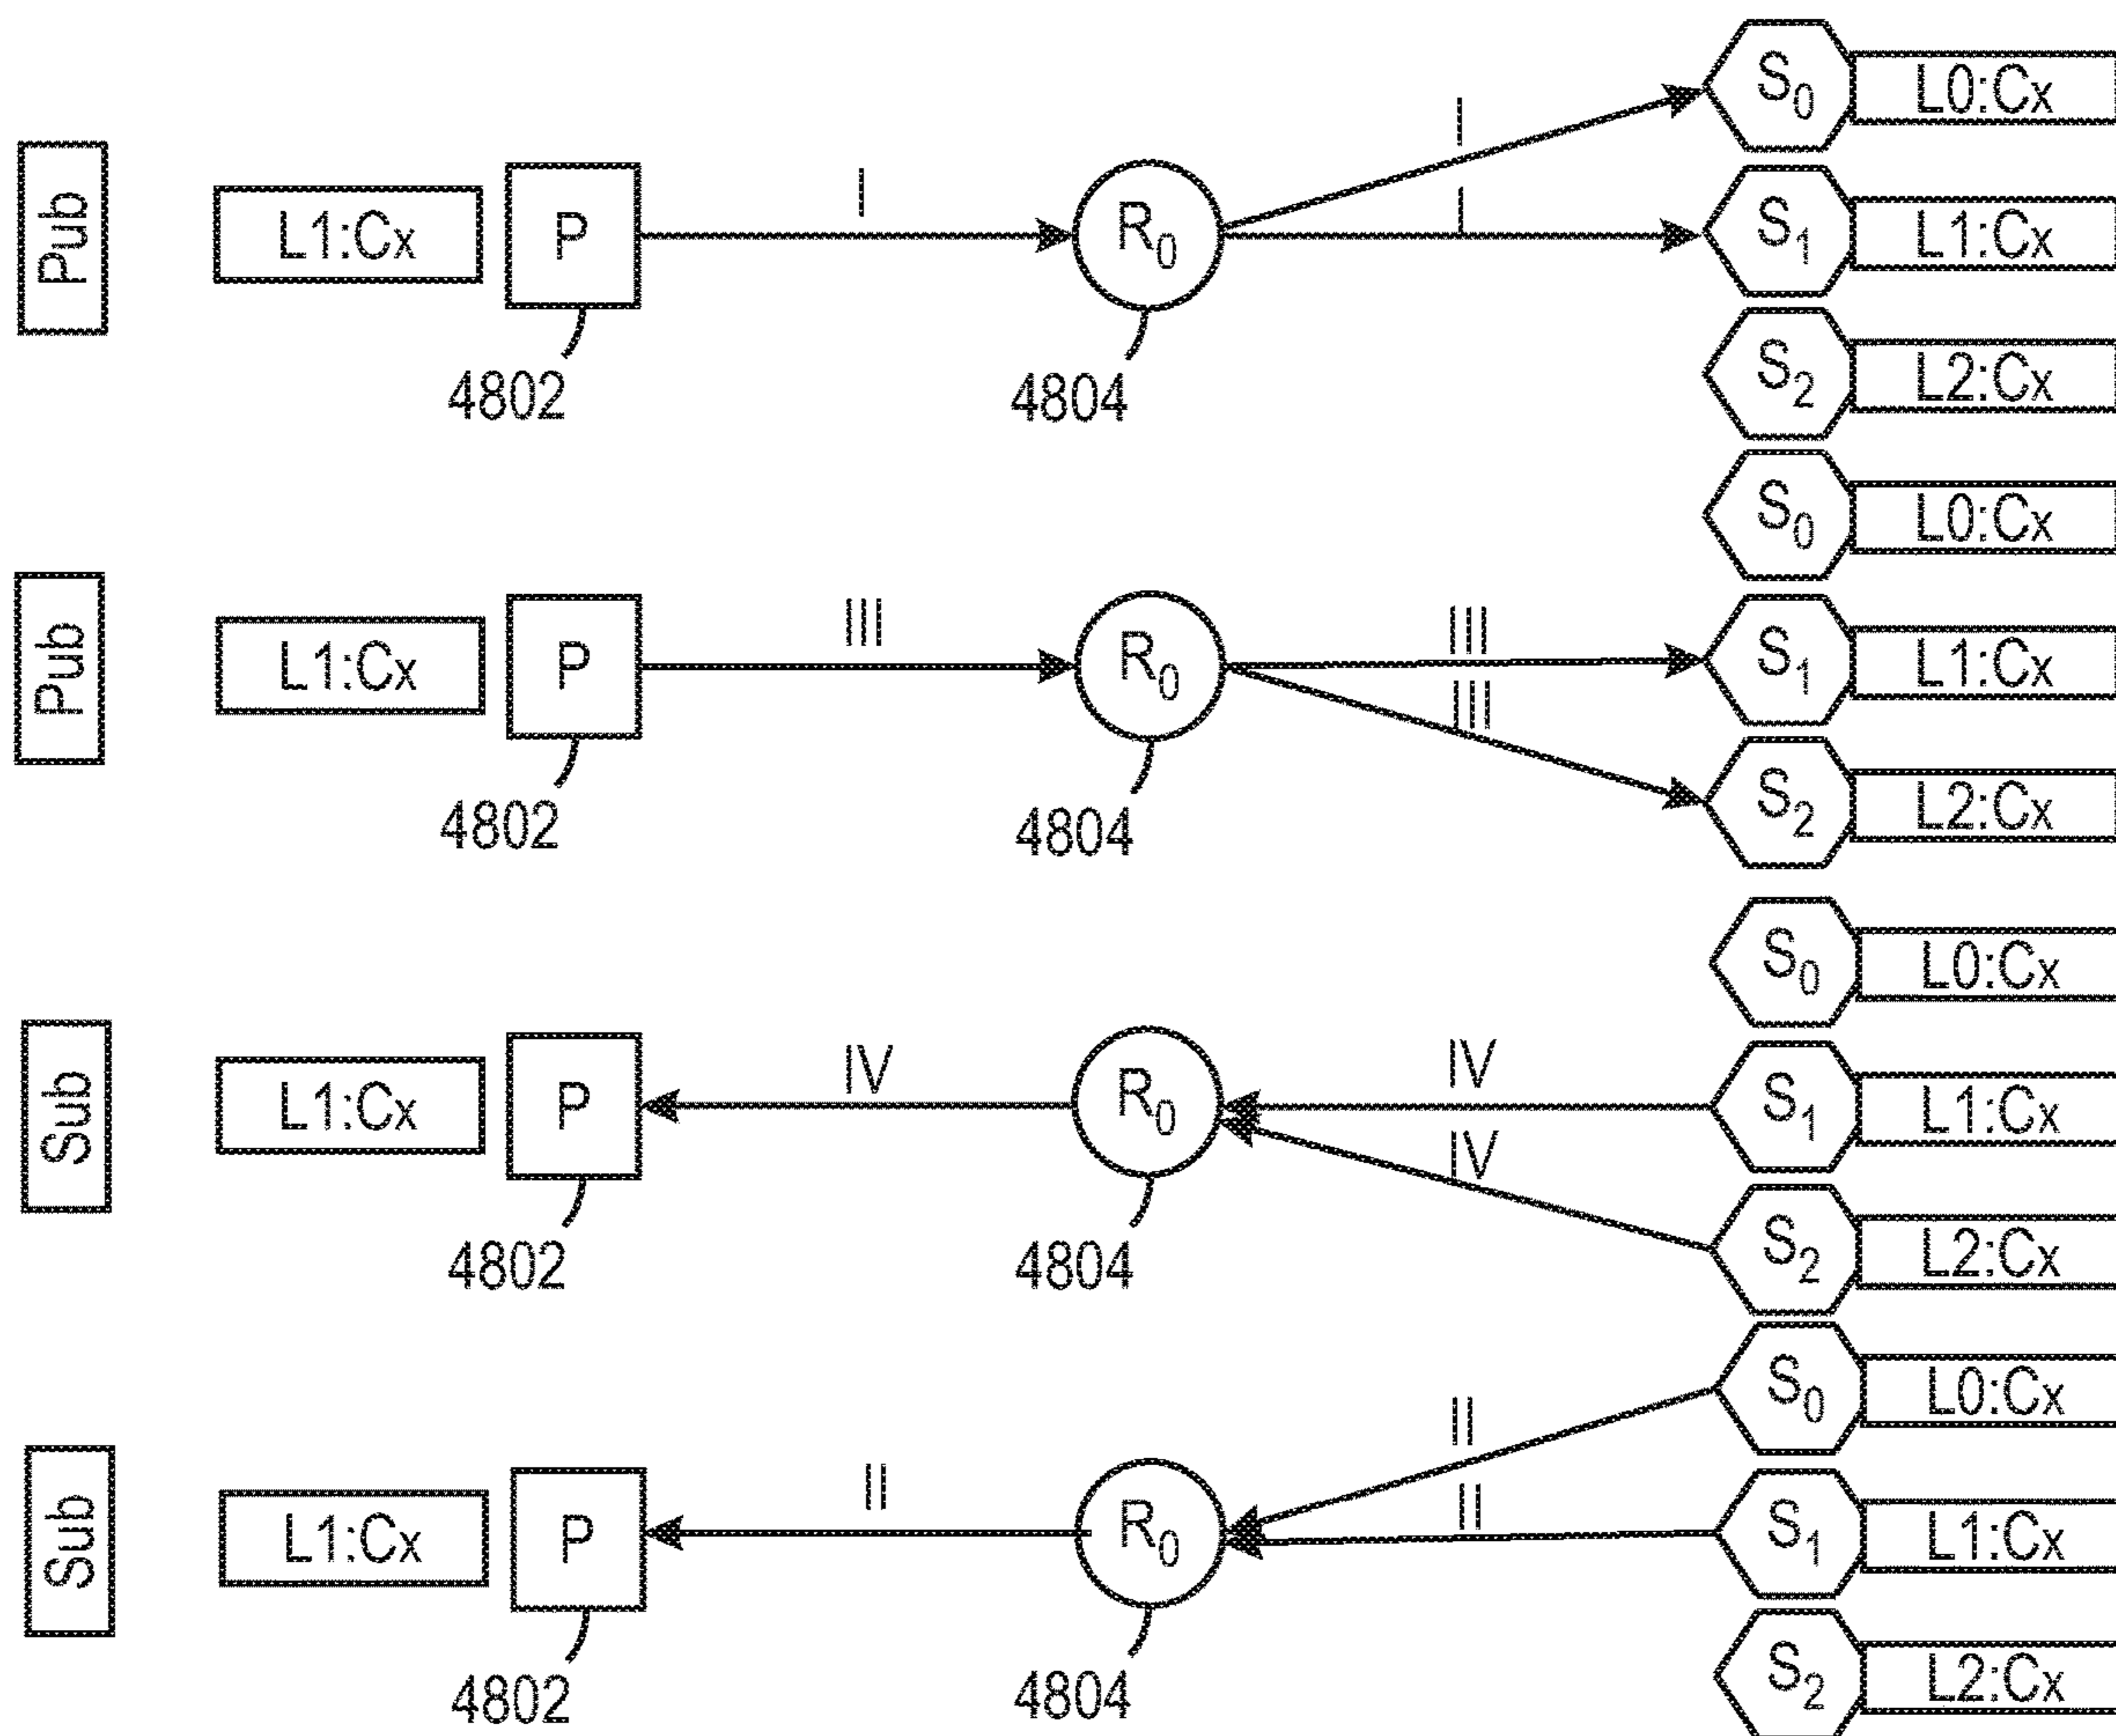 Pub
L1:Cx P I R0 I I
S0 L0:Cx
S1 L1:Cx
S2 L2:Cx
4802 4804
Pub
L1:Cx P III R0 III III
S0 L0:Cx
S1 L1:Cx
S2 L2:Cx
4802 4804
Sub
L1:Cx P IV R0 IV IV
S0 L0:Cx
S1 L1:Cx
S2 L2:Cx
4802 4804
Sub
L1:Cx P II R0 II II
S0 L0:Cx
S1 L1:Cx
S2 L2:Cx
4802 4804